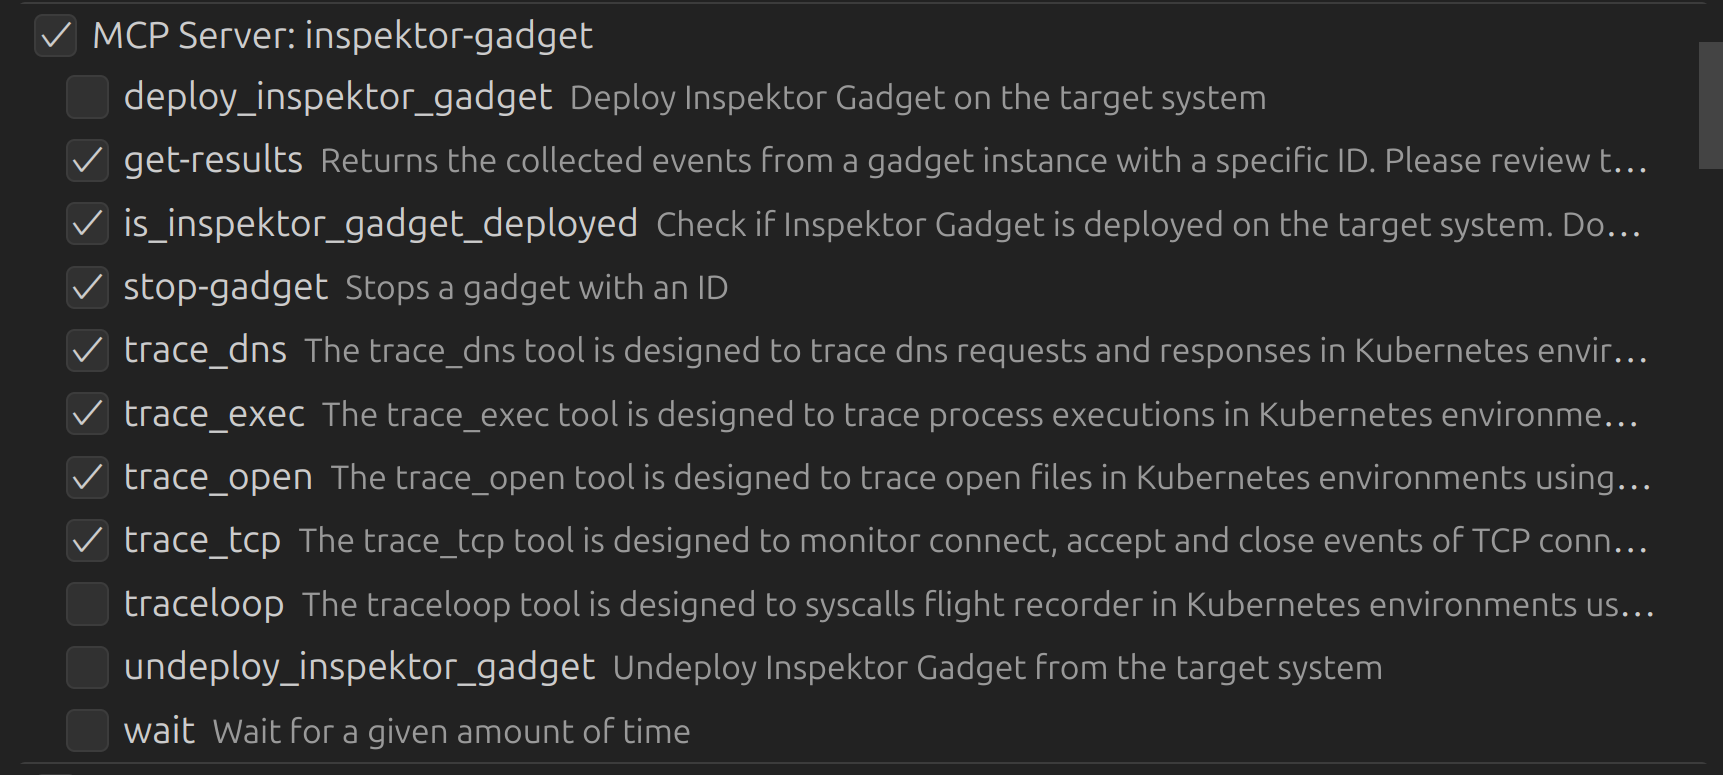 MCP Server: inspektor-gadget
deploy_inspektor_gadget Deploy Inspektor Gadget on the target system
get-results Returns the collected events from a gadget instance with a specific ID. Please review t...
is_inspektor_gadget_deployed Check if Inspektor Gadget is deployed on the target system. Do...
stop-gadget Stops a gadget with an ID
trace_dns The trace_dns tool is designed to trace dns requests and responses in Kubernetes envir...
trace_exec The trace_exec tool is designed to trace process executions in Kubernetes environme...
trace_open The trace_open tool is designed to trace open files in Kubernetes environments using...
trace_tcp The trace_tcp tool is designed to monitor connect, accept and close events of TCP conn...
traceloop The traceloop tool is designed to syscalls flight recorder in Kubernetes environments us...
undeploy_inspektor_gadget Undeploy Inspektor Gadget from the target system
wait Wait for a given amount of time